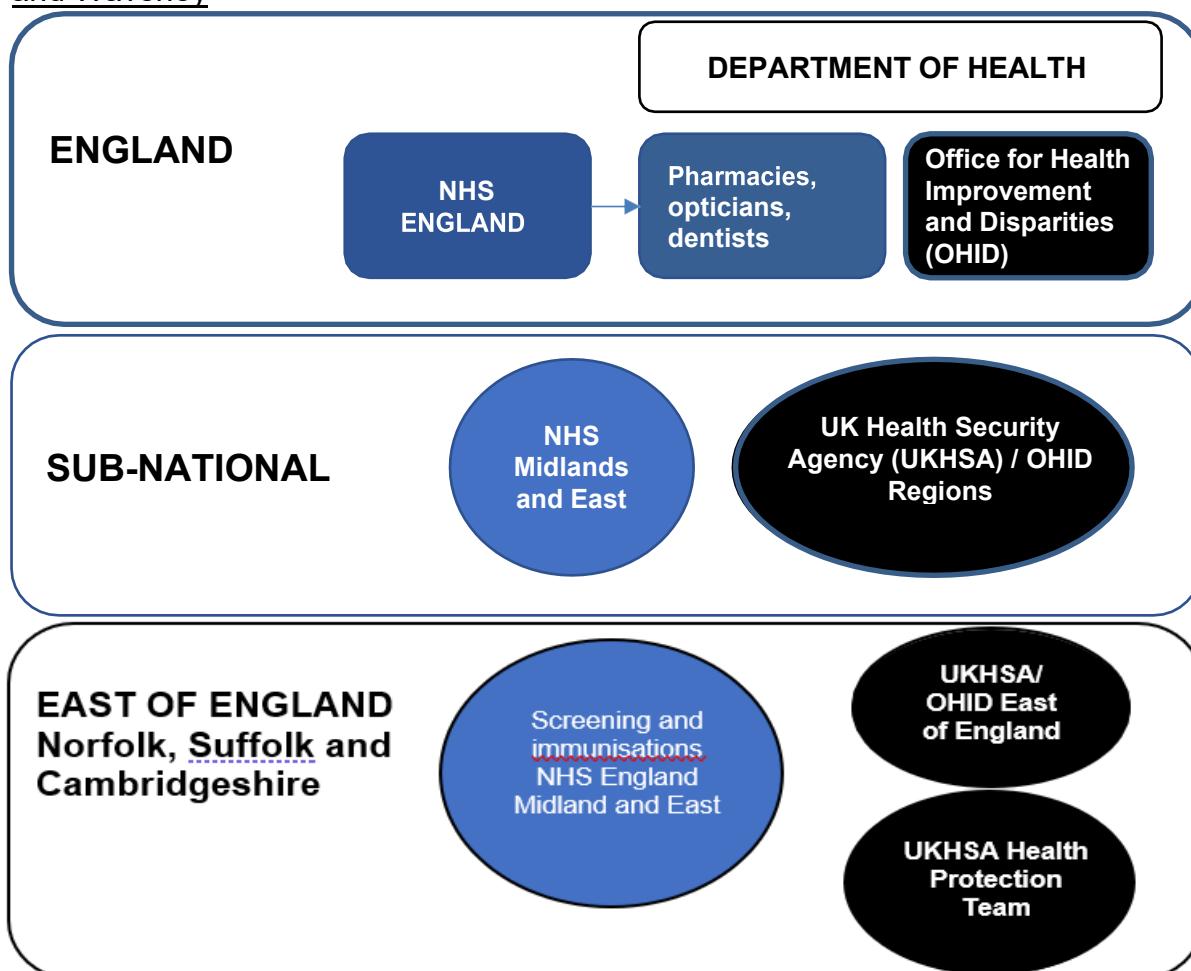 and Waveney
DEPARTMENT OF HEALTH
ENGLAND
NHS
ENGLAND
Pharmacies,
opticians,
dentists
Office for Health
Improvement
and Disparities
(OHID)
SUB-NATIONAL
NHS
Midlands
and East
UK Health Security
Agency (UKHSA) / OHID
Regions
EAST OF ENGLAND
Norfolk, Suffolk and
Cambridgeshire
Screening and
immunisations
NHS England
Midland and East
UKHSA/
OHID East
of England
UKHSA Health
Protection
Team